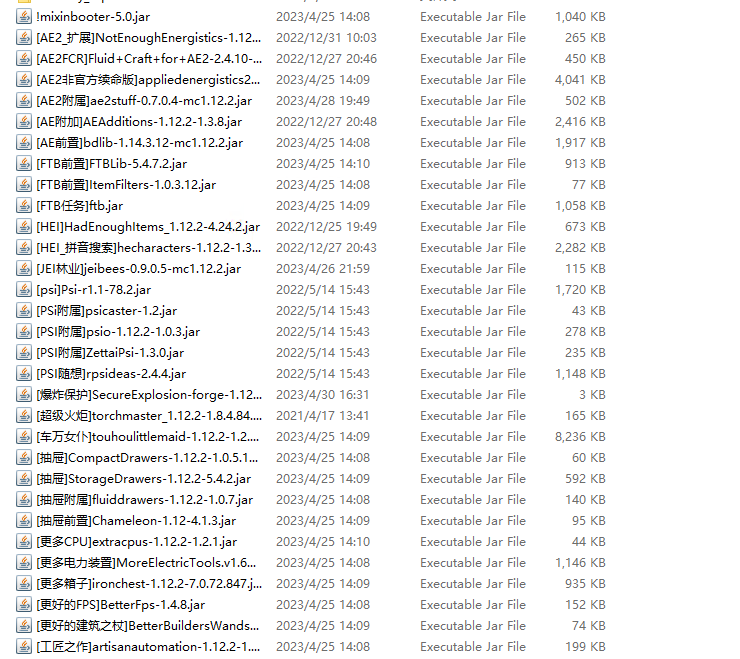 !mixinbooter-5.0.jar 2023/4/25 14:08 Executable Jar File 1,040 KB
[AE2_扩展]NotEnoughEnergistics-1.12... 2022/12/31 10:03 Executable Jar File 265 KB
[AE2FCR]Fluid+Craft+for+AE2-2.4.10-... 2022/12/27 20:46 Executable Jar File 450 KB
[AE2非官方续命版]appliedenergistics2... 2023/4/25 14:09 Executable Jar File 4,041 KB
[AE2附属]ae2stuff-0.7.0.4-mc1.12.2.jar 2023/4/28 19:49 Executable Jar File 502 KB
[AE附加]AEAdditions-1.12.2-1.3.8.jar 2022/12/27 20:48 Executable Jar File 2,416 KB
[AE前置]bdlib-1.14.3.12-mc1.12.2.jar 2023/4/25 14:08 Executable Jar File 1,917 KB
[FTB前置]FTBLib-5.4.7.2.jar 2023/4/25 14:10 Executable Jar File 913 KB
[FTB前置]ItemFilters-1.0.3.12.jar 2023/4/25 14:08 Executable Jar File 77 KB
[FTB任务]ftb.jar 2023/4/25 14:09 Executable Jar File 1,058 KB
[HEI]HadEnoughItems_1.12.2-4.24.2.jar 2022/12/25 19:49 Executable Jar File 673 KB
[HEI_拼音搜索]hecharacters-1.12.2-1.3... 2022/12/27 20:43 Executable Jar File 2,282 KB
[JEI林业]jeibees-0.9.0.5-mc1.12.2.jar 2023/4/26 21:59 Executable Jar File 115 KB
[psi]Psi-r1.1-78.2.jar 2022/5/14 15:43 Executable Jar File 1,720 KB
[PSi附属]psicaster-1.2.jar 2022/5/14 15:43 Executable Jar File 43 KB
[PSI附属]psio-1.12.2-1.0.3.jar 2022/5/14 15:43 Executable Jar File 278 KB
[PSI附属]ZettaiPsi-1.3.0.jar 2022/5/14 15:43 Executable Jar File 235 KB
[PSI随想]rpsideas-2.4.4.jar 2022/5/14 15:43 Executable Jar File 1,148 KB
[爆炸保护]SecureExplosion-forge-1.12... 2023/4/30 16:31 Executable Jar File 3 KB
[超级火炬]torchmaster_1.12.2-1.8.4.84.... 2021/4/17 13:41 Executable Jar File 165 KB
[车万女仆]touhoulittlemaid-1.12.2-1.2.... 2023/4/25 14:09 Executable Jar File 8,236 KB
[抽屉]CompactDrawers-1.12.2-1.0.5.1... 2023/4/25 14:08 Executable Jar File 60 KB
[抽屉]StorageDrawers-1.12.2-5.4.2.jar 2023/4/25 14:09 Executable Jar File 592 KB
[抽屉附属]fluiddrawers-1.12.2-1.0.7.jar 2023/4/25 14:08 Executable Jar File 140 KB
[抽屉前置]Chameleon-1.12-4.1.3.jar 2023/4/25 14:09 Executable Jar File 95 KB
[更多CPU]extracpus-1.12.2-1.2.1.jar 2023/4/25 14:10 Executable Jar File 44 KB
[更多电力装置]MoreElectricTools.v1.6... 2023/4/25 14:08 Executable Jar File 1,146 KB
[更多箱子]ironchest-1.12.2-7.0.72.847.j... 2023/4/25 14:09 Executable Jar File 935 KB
[更好的FPS]BetterFps-1.4.8.jar 2023/4/25 14:08 Executable Jar File 152 KB
[更好的建筑之杖]BetterBuildersWands... 2023/4/25 14:09 Executable Jar File 74 KB
[工匠之作]artisanautomation-1.12.2-1.... 2023/4/25 14:08 Executable Jar File 199 KB